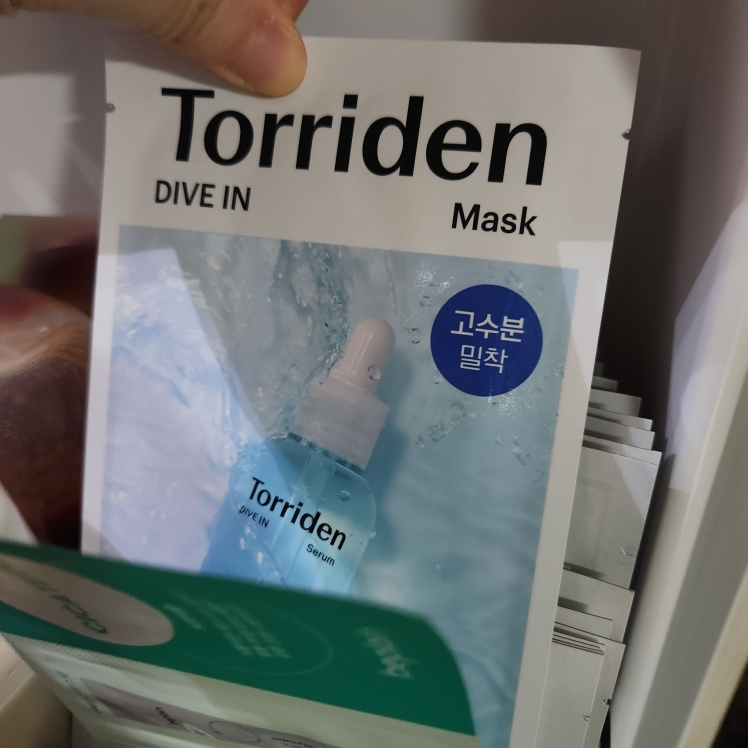 Torriden
DIVE IN
Mask
고수분
밀착
Torriden
DIVE IN
Serum